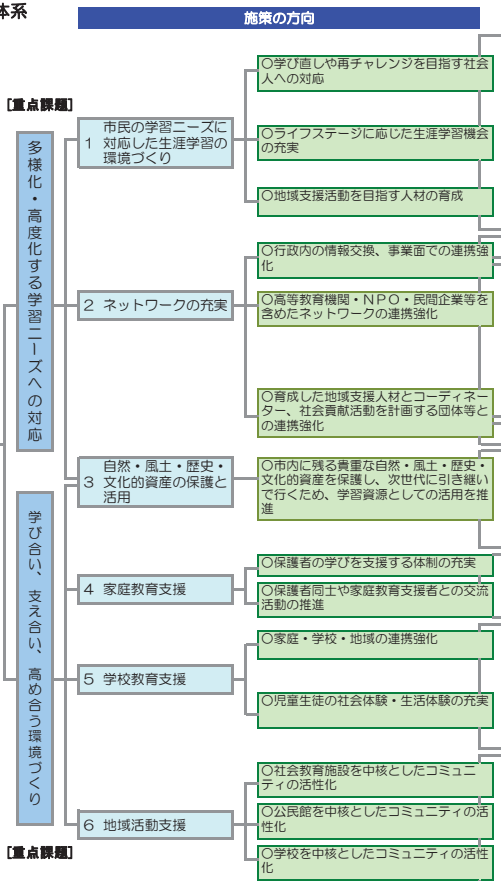 体系
施策の方向
[重点課題]
多様化・高度化する学習ニーズへの対応
1 市民の学習ニーズに
対応した生涯学習の
環境づくり
〇学び直しや再チャレンジを目指す社会
人への対応
〇ライフステージに応じた生涯学習機会
の充実
〇地域支援活動を目指す人材の育成
2 ネットワークの充実
〇行政内の情報交換、事業面での連携強
化
〇高等教育機関・NPO・民間企業等を
含めたネットワークの連携強化
〇育成した地域支援人材とコーディネー
ター、社会貢献活動を計画する団体等と
の連携強化
3 自然・風土・歴史・
文化的資産の保護と
活用
〇市内に残る貴重な自然・風土・歴史・
文化的資産を保護し、次世代に引き継い
で行くため、学習資源としての活用を推
進
学び合い、支え合い、高め合う環境づくり
4 家庭教育支援
〇保護者の学びを支援する体制の充実
〇保護者同士や家庭教育支援者との交流
活動の推進
5 学校教育支援
〇家庭・学校・地域の連携強化
〇児童生徒の社会体験・生活体験の充実
6 地域活動支援
〇社会教育施設を中核としたコミュニ
ティの活性化
〇公民館を中核としたコミュニティの活
性化
〇学校を中核としたコミュニティの活性
化
[重点課題]